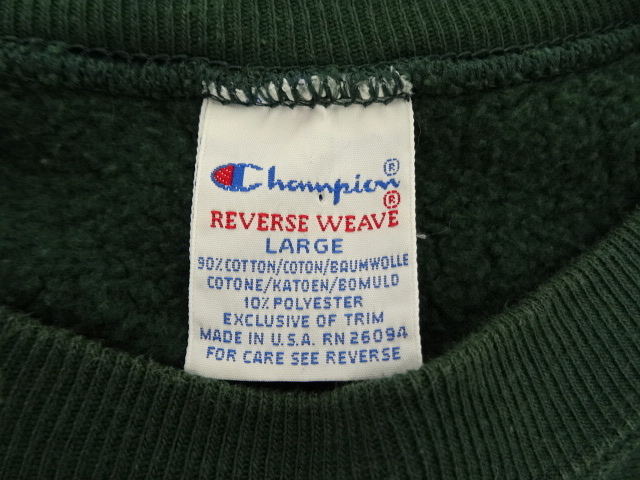 Champion®
REVERSE WEAVE®
LARGE
90% COTTON/COTON/BAUMWOLLE
COTONE/KATOEN/BOMULD
10% POLYESTER
EXCLUSIVE OF TRIM
MADE IN U.S.A. RN 26094
FOR CARE SEE REVERSE